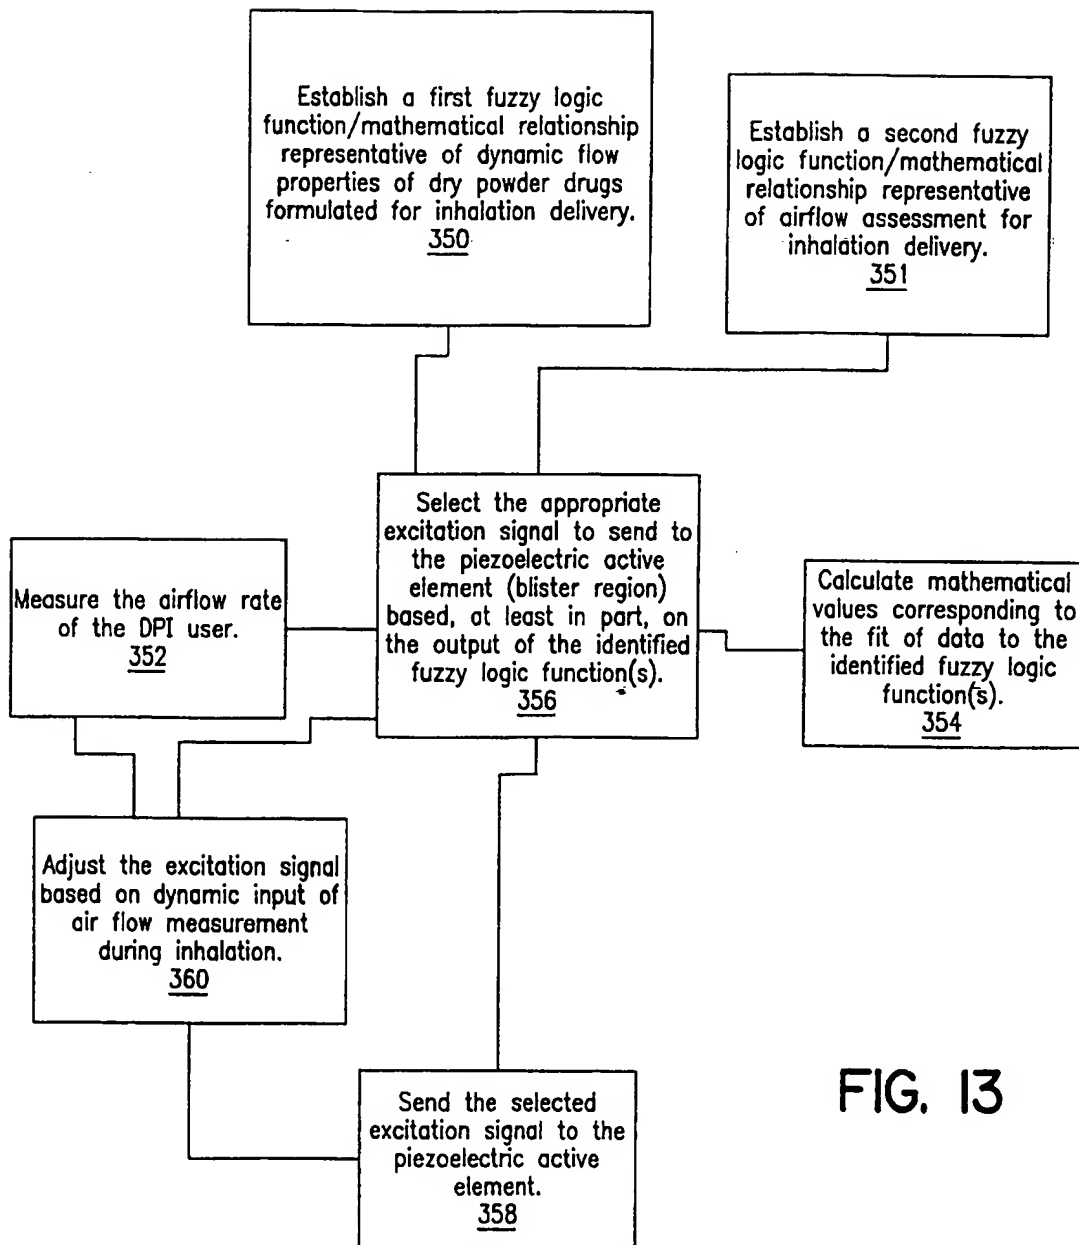 Establish a first fuzzy logic
function/mathematical relationship
representative of dynamic flow
properties of dry powder drugs
formulated for inhalation delivery.
350
Establish a second fuzzy
logic function/mathematical
relationship representative
of airflow assessment for
inhalation delivery.
351
Select the appropriate
excitation signal to send to
the piezoelectric active
element (blister region)
based, at least in part, on
the output of the identified
fuzzy logic function(s).
356
Measure the airflow rate
of the DPI user.
352
Calculate mathematical
values corresponding to
the fit of data to the
identified fuzzy logic
function(s).
354
Adjust the excitation signal
based on dynamic input of
air flow measurement
during inhalation.
360
Send the selected
excitation signal to the
piezoelectric active
element.
358
FIG. 13